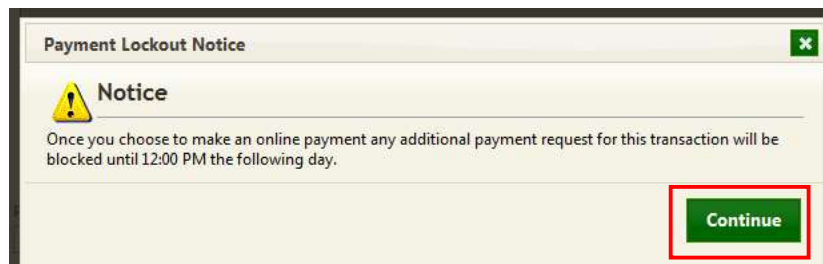 Payment Lockout Notice
Notice
Once you choose to make an online payment any additional payment request for this transaction will be
blocked until 12:00 PM the following day.
Continue